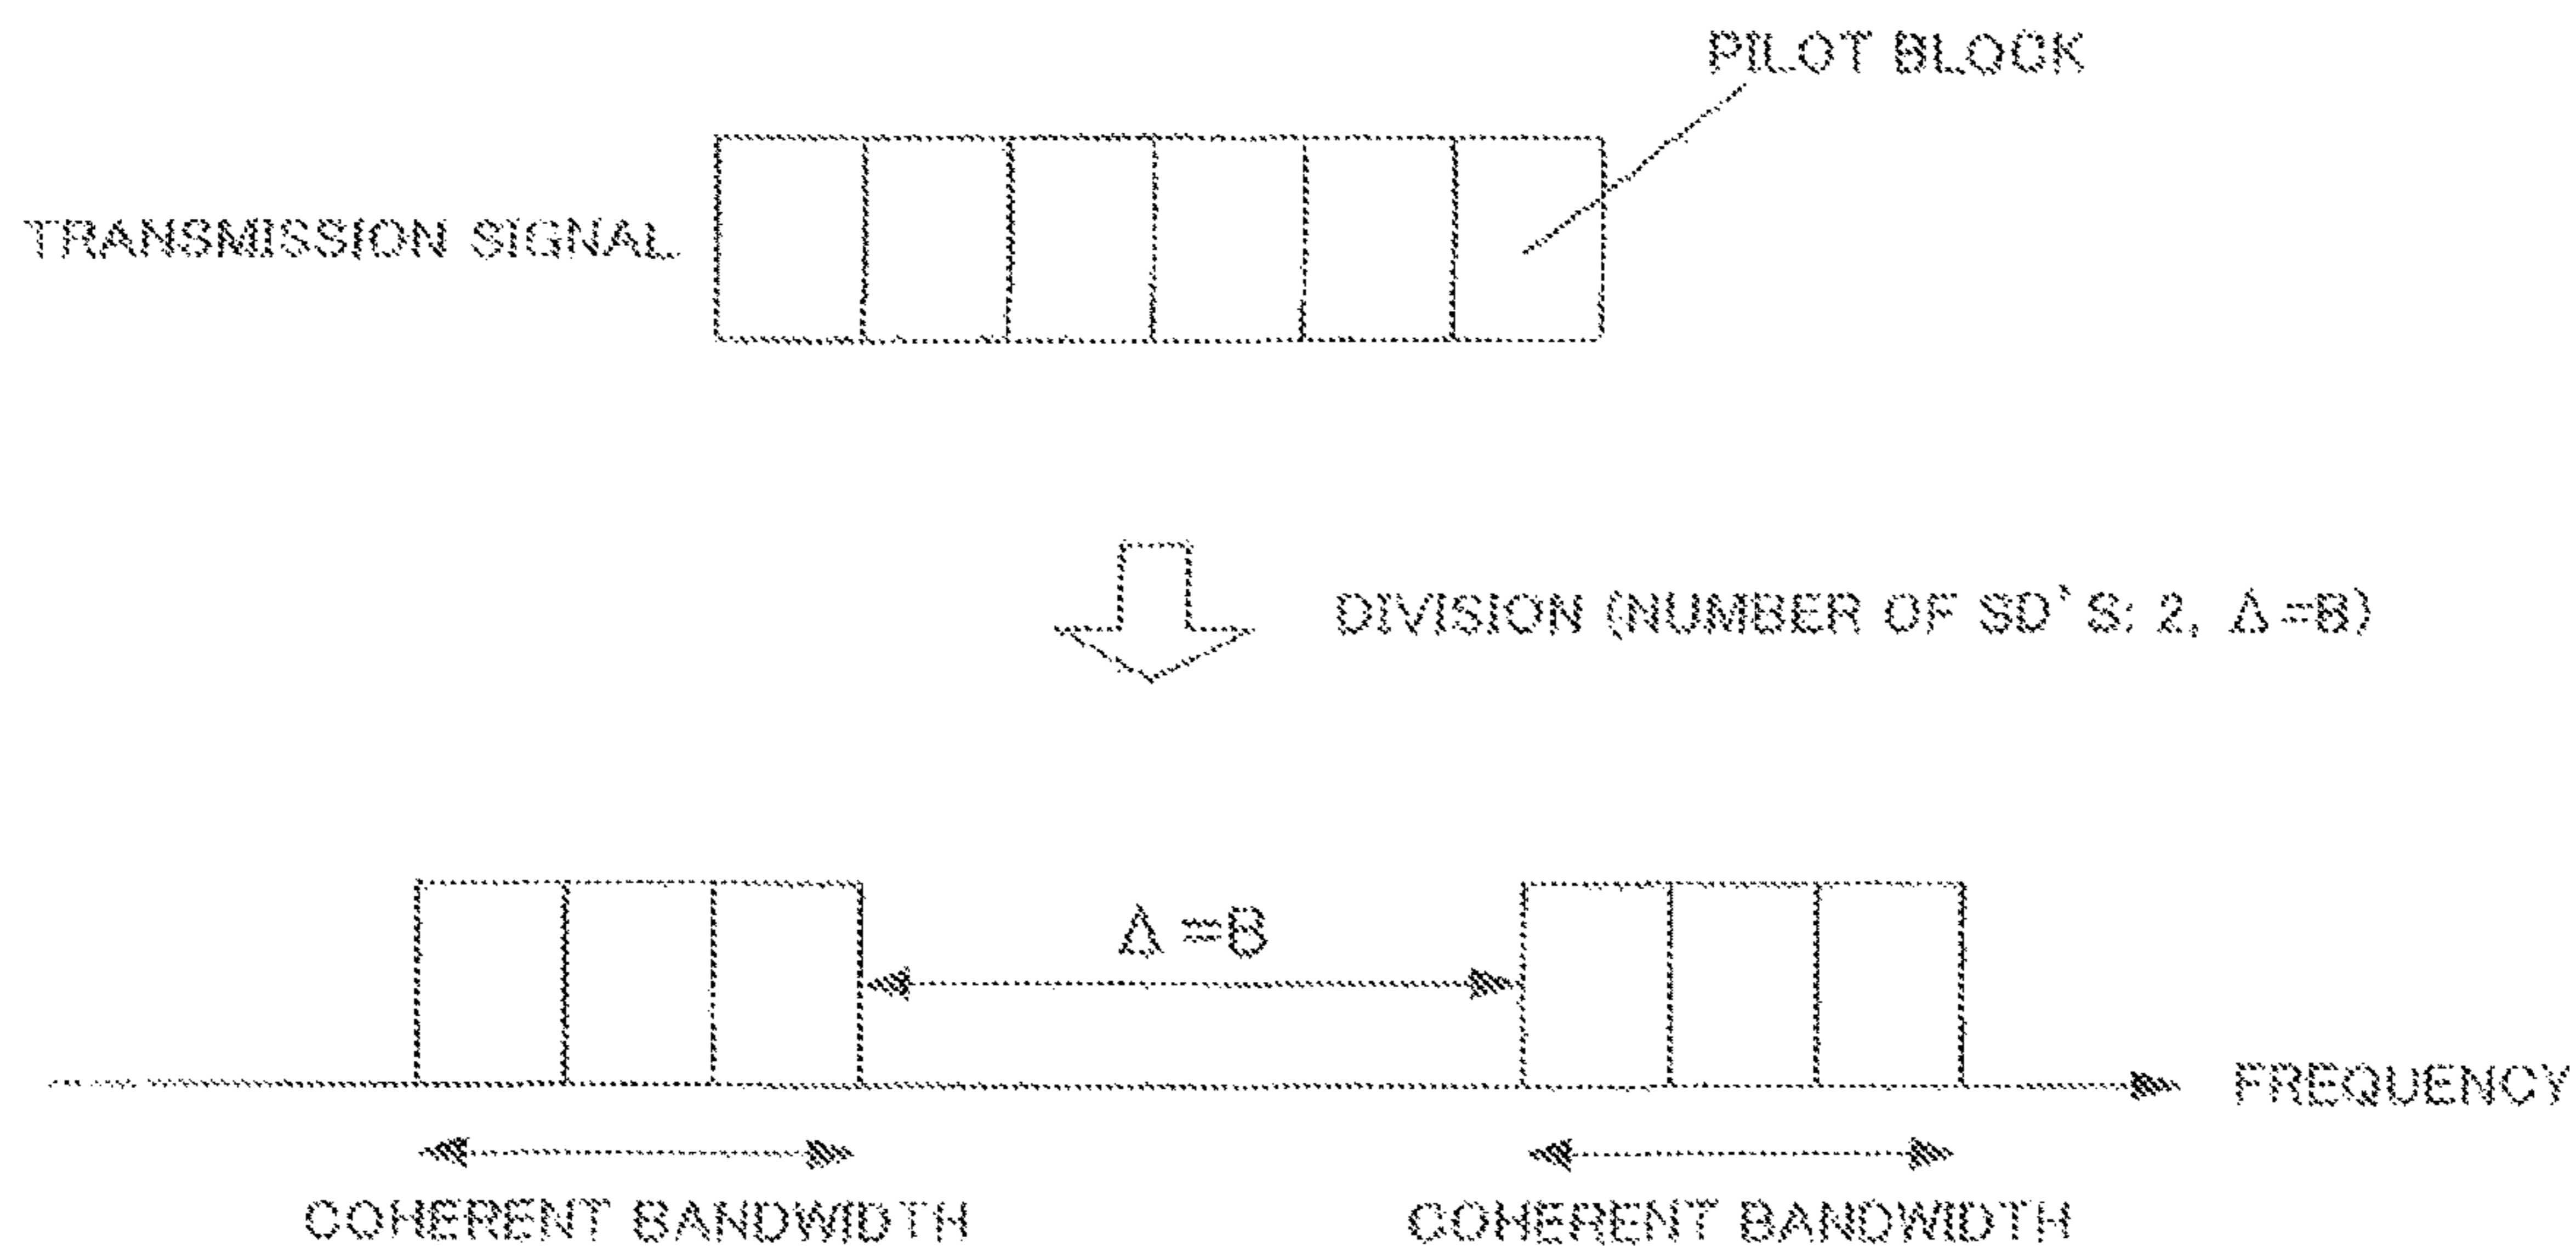 PILOT BLOCK
TRANSMISSION SIGNAL
DIVISION (NUMBER OF SD'S: 2, Δ=B)
Δ=B
FREQUENCY
COHERENT BANDWIDTH
COHERENT BANDWIDTH